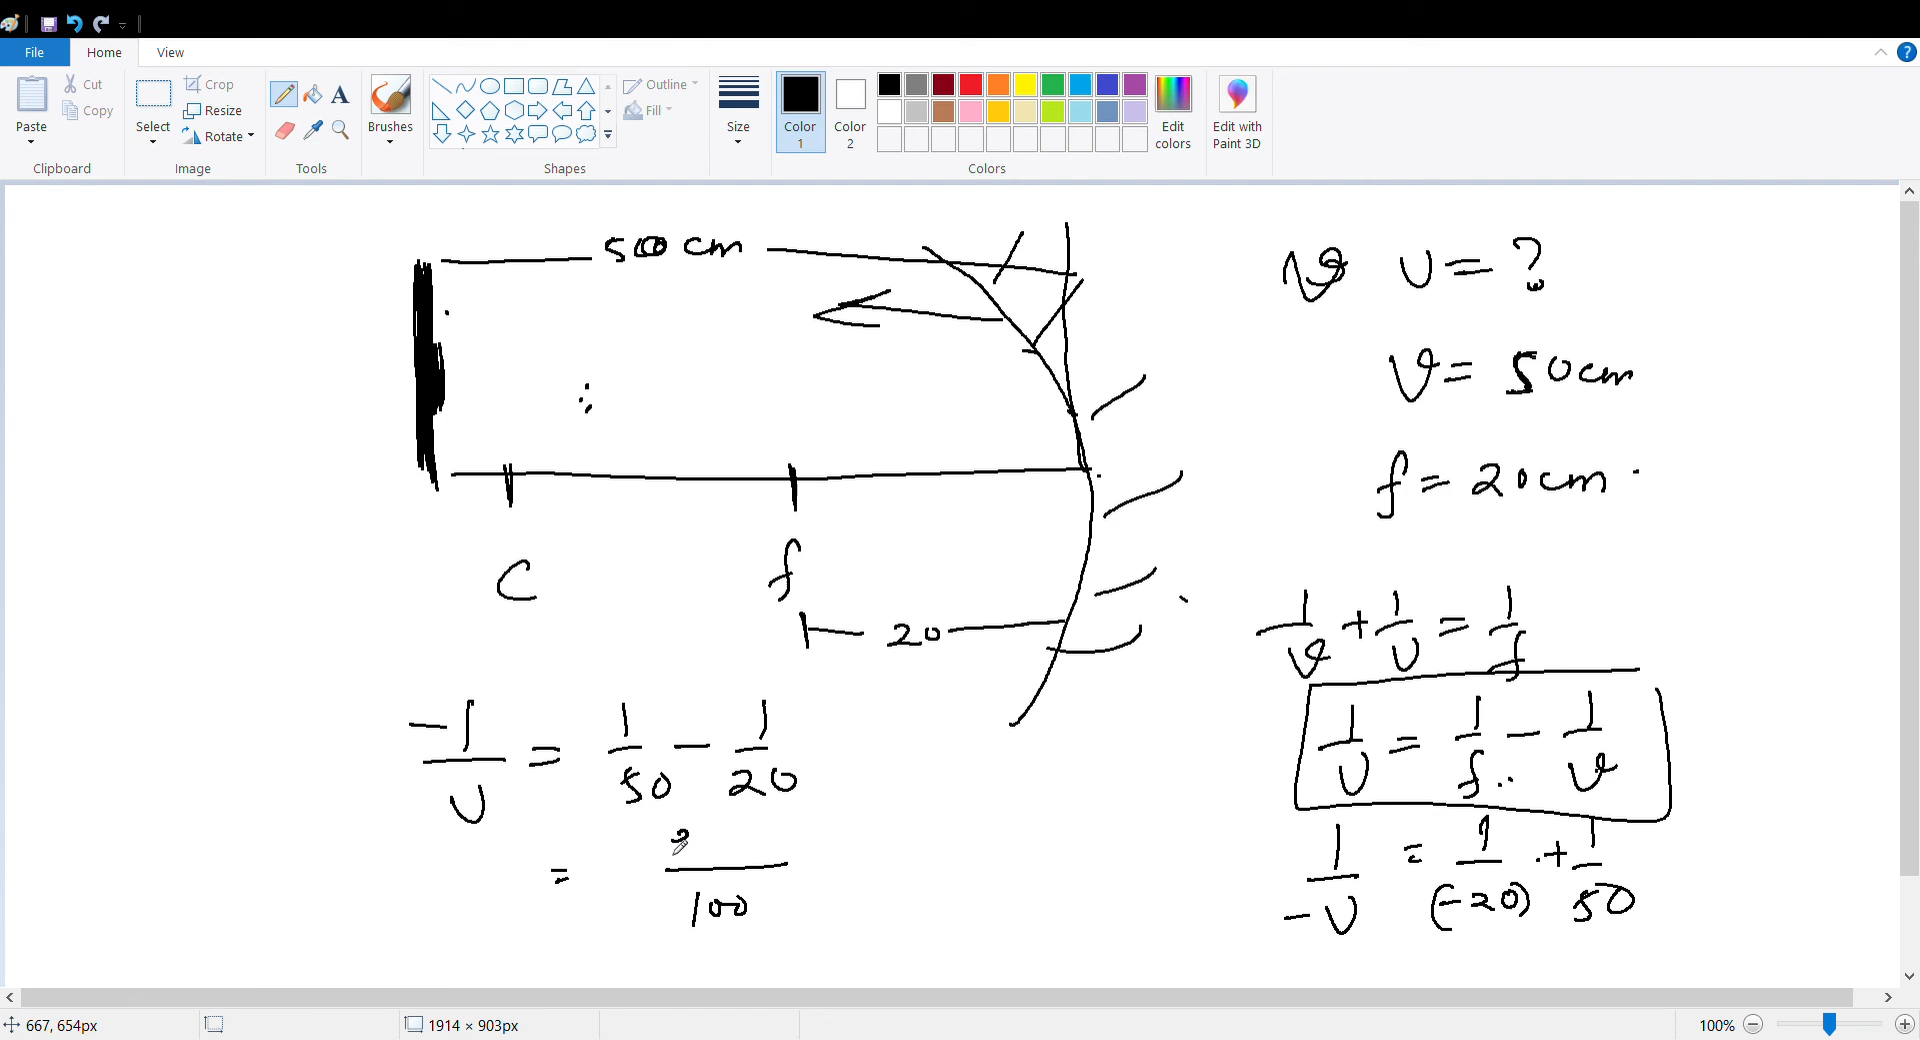 File Home View
Paste
Cut
Copy
Clipboard
Select
Crop
Resize
Rotate
Image
A
Tools
Brushes
Outline
Fill
Shapes
Size
Color 1
Color 2
Edit colors
Edit with Paint 3D
Colors
?
50 cm
C
f
20
-1/U = 1/50 - 1/20
= 2/100
U = ?
v = 50cm
f = 20cm
1/v + 1/U = 1/f
1/U = 1/f - 1/v
1/-U = 1/(-20) + 1/50
667, 654px
1914 × 903px
100%